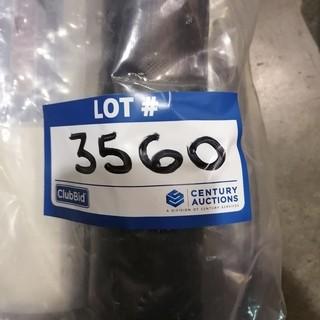 LOT #
3560
ClubBid
CENTURY
AUCTIONS
A DIVISION OF CENTURY SERVICES